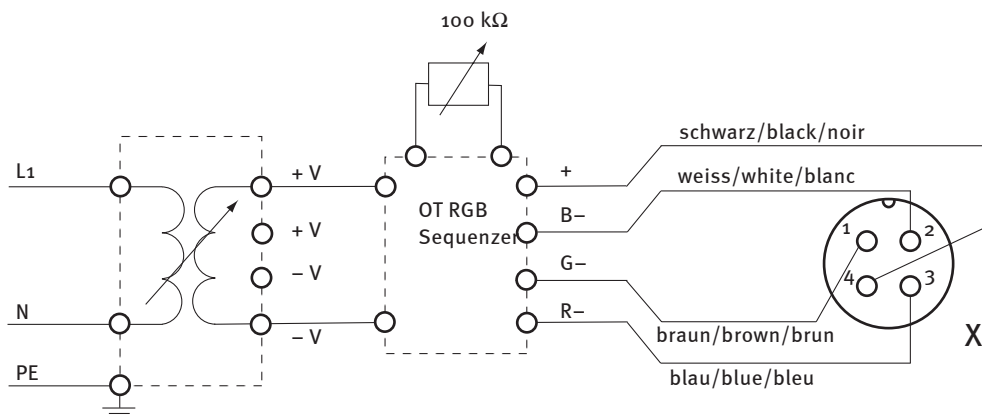 100 kΩ
L1
N
PE
+ V
+ V
– V
– V
OT RGB
Sequenzer
+
B–
G–
R–
schwarz/black/noir
weiss/white/blanc
braun/brown/brun
blau/blue/bleu
1
2
4
3
X